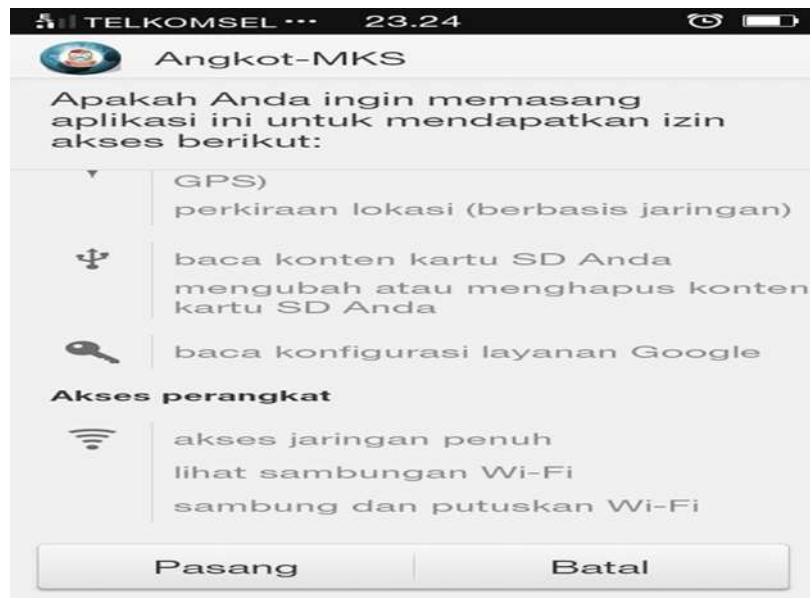 TELKOMSEL ••• 23.24
Angkot-MKS
Apakah Anda ingin memasang
aplikasi ini untuk mendapatkan izin
akses berikut:
GPS)
perkiraan lokasi (berbasis jaringan)
baca konten kartu SD Anda
mengubah atau menghapus konten
kartu SD Anda
baca konfigurasi layanan Google
Akses perangkat
akses jaringan penuh
lihat sambungan Wi-Fi
sambung dan putuskan Wi-Fi
Pasang Batal